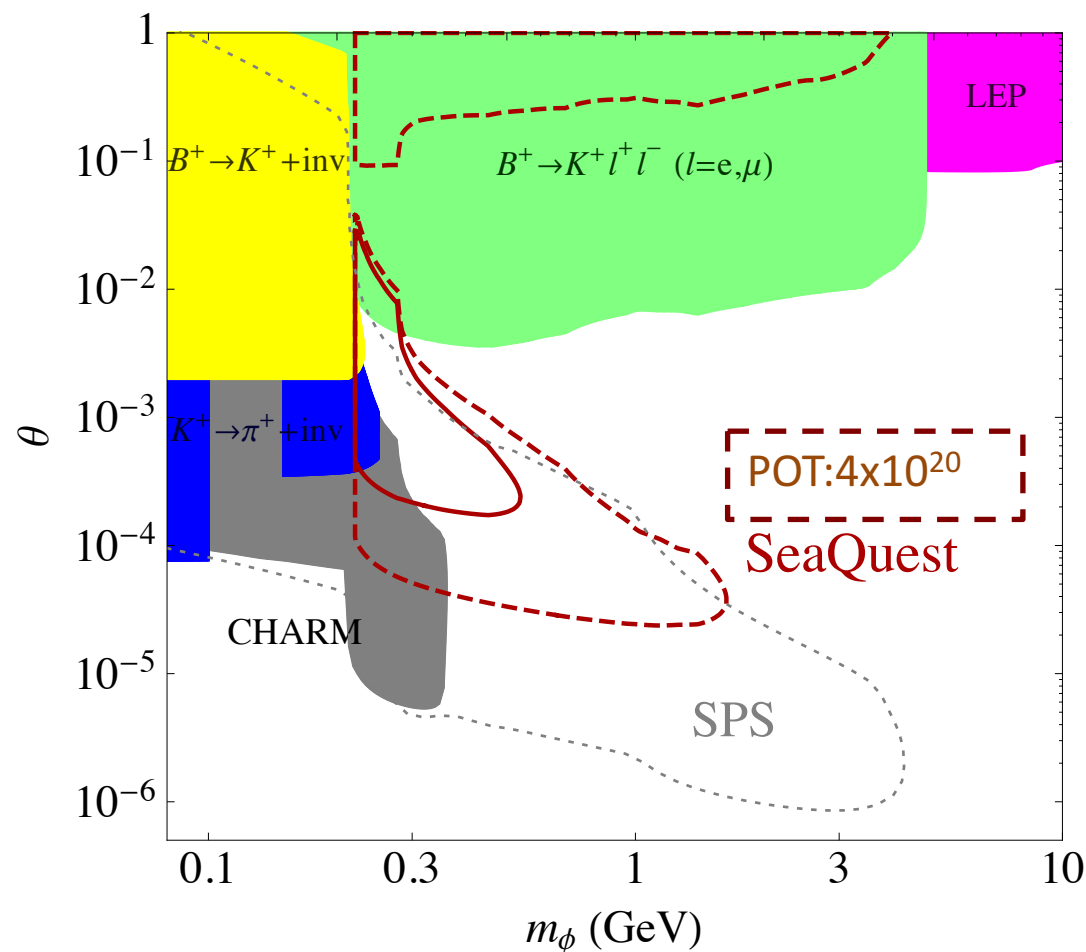 1
10⁻¹
10⁻²
10⁻³
10⁻⁴
10⁻⁵
10⁻⁶
θ
LEP
B⁺→K⁺+inv
B⁺→K⁺l⁺l⁻ (l=e,μ)
K⁺→π⁺+inv
POT:4x10²⁰
SeaQuest
CHARM
SPS
0.1 0.3 1 3 10
m_ϕ (GeV)